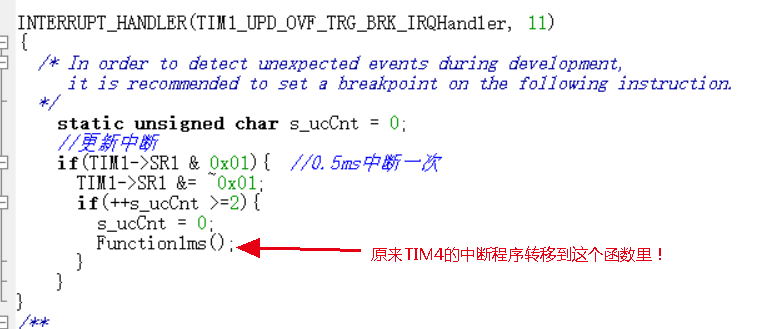 INTERRUPT_HANDLER(TIM1_UPD_OVF_TRG_BRK_IRQHandler, 11)
{
/* In order to detect unexpected events during development,
it is recommended to set a breakpoint on the following instruction.
*/
static unsigned char s_ucCnt = 0;
//更新中断
if(TIM1->SR1 & 0x01){ //0.5ms中断一次
TIM1->SR1 &= ~0x01;
if(++s_ucCnt >=2){
s_ucCnt = 0;
Function1ms(); 原来TIM4的中断程序转移到这个函数里！
}
}
}
/**